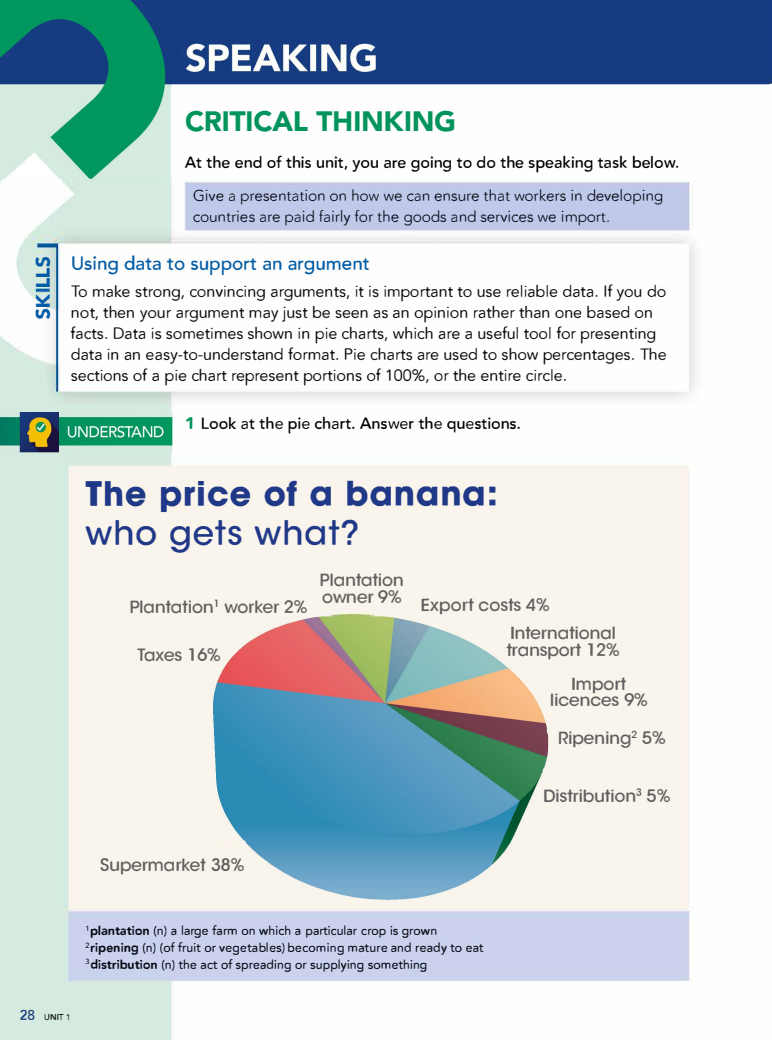 SPEAKING
CRITICAL THINKING
At the end of this unit, you are going to do the speaking task below.
Give a presentation on how we can ensure that workers in developing
countries are paid fairly for the goods and services we import.
SKILLS
Using data to support an argument
To make strong, convincing arguments, it is important to use reliable data. If you do
not, then your argument may just be seen as an opinion rather than one based on
facts. Data is sometimes shown in pie charts, which are a useful tool for presenting
data in an easy-to-understand format. Pie charts are used to show percentages. The
sections of a pie chart represent portions of 100%, or the entire circle.
UNDERSTAND
1 Look at the pie chart. Answer the questions.
The price of a banana:
who gets what?
Plantation
owner 9%
Plantation¹ worker 2%
Export costs 4%
International
transport 12%
Taxes 16%
Import
licences 9%
Ripening² 5%
Distribution³ 5%
Supermarket 38%
¹plantation (n) a large farm on which a particular crop is grown
²ripening (n) (of fruit or vegetables) becoming mature and ready to eat
³distribution (n) the act of spreading or supplying something
28 UNIT 1